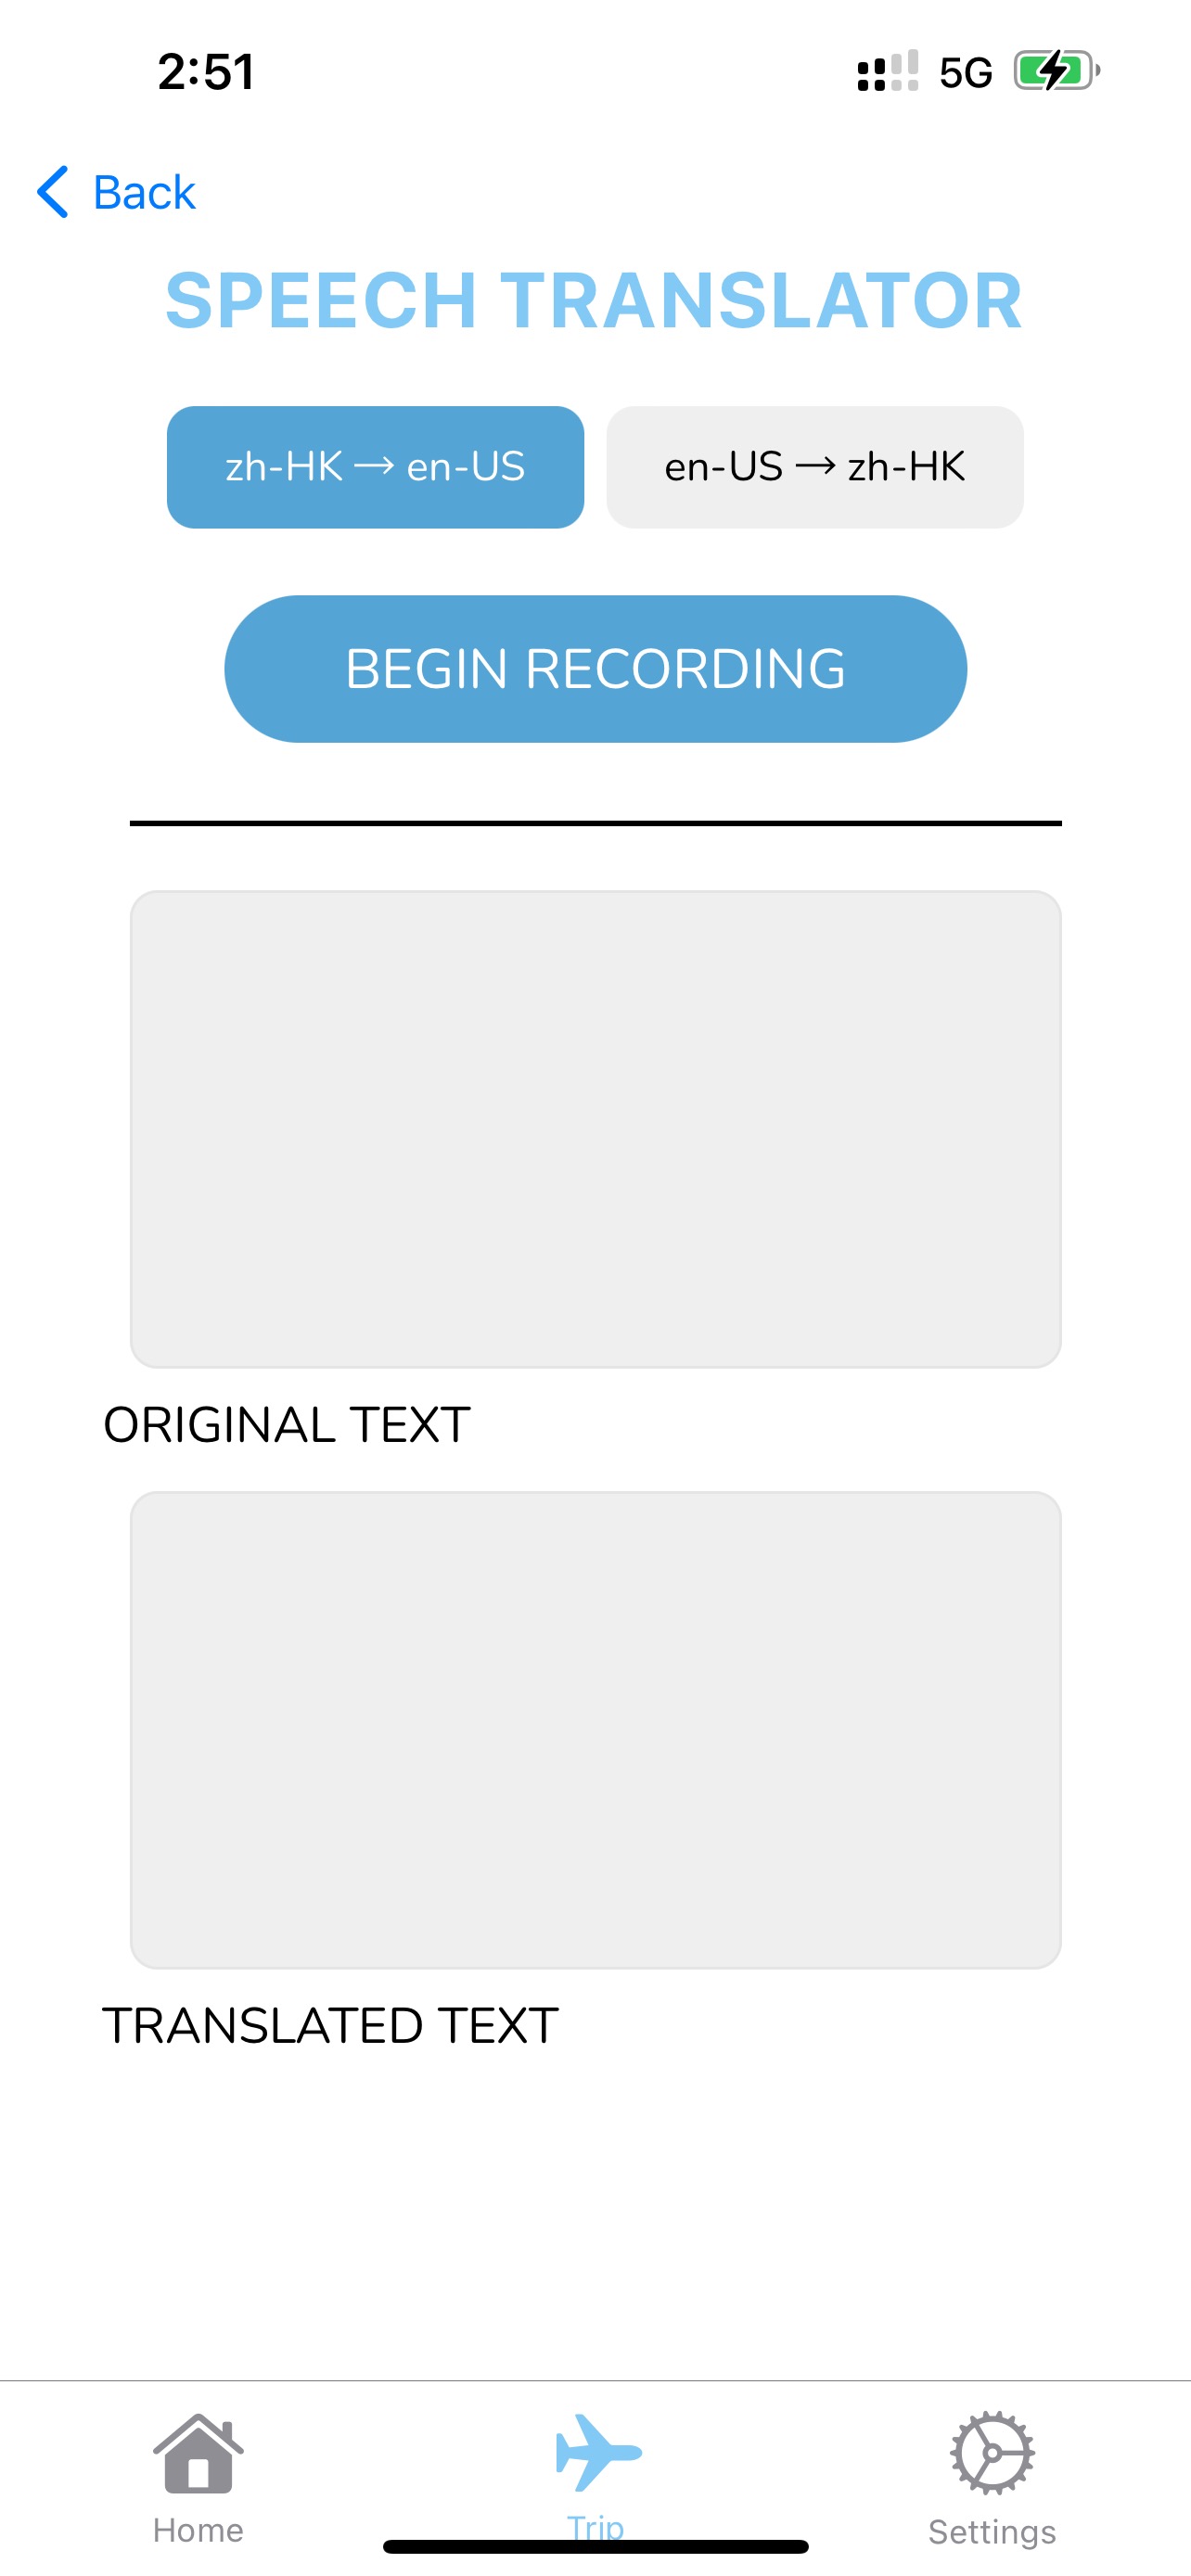 2:51 5G
Back
SPEECH TRANSLATOR
zh-HK → en-US en-US → zh-HK
BEGIN RECORDING
ORIGINAL TEXT
TRANSLATED TEXT
Home Trip Settings